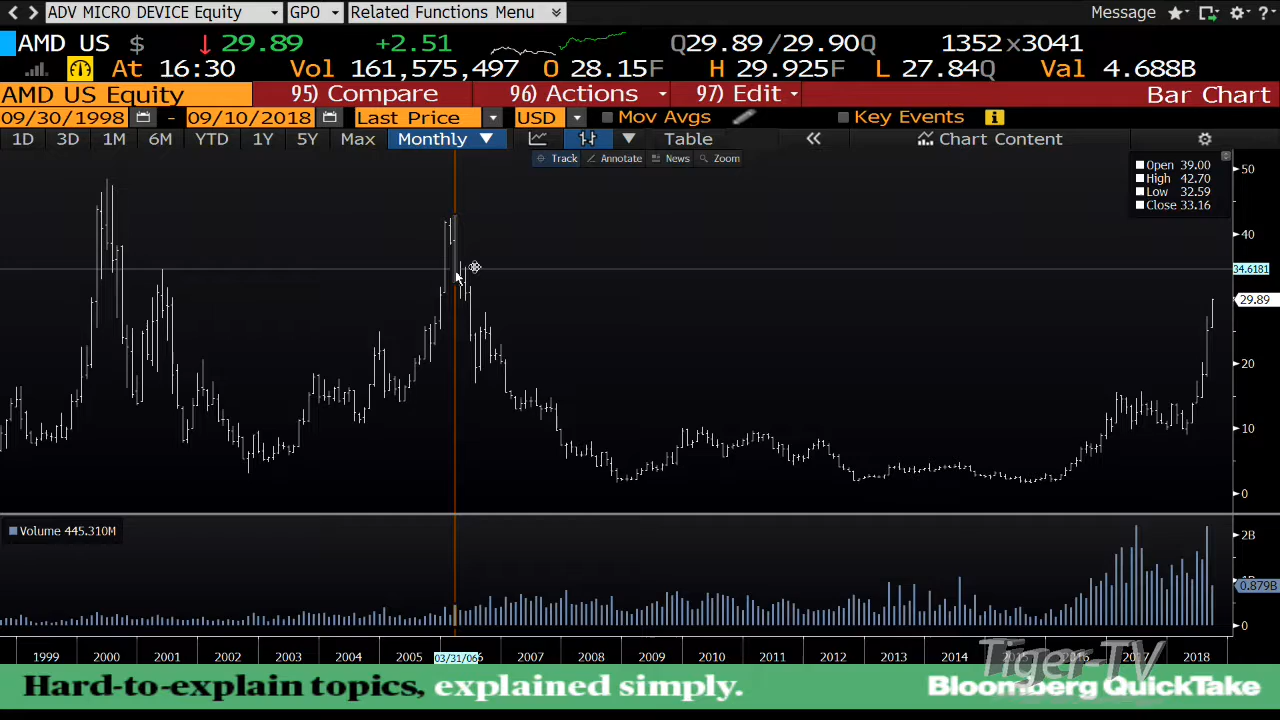 ADV MICRO DEVICE Equity GPO Related Functions Menu Message
AMD US $ 29.89 +2.51 Q29.89/29.90Q 1352x3041
At 16:30 Vol 161,575,497 O 28.15F H 29.925F L 27.84Q Val 4.688B
AMD US Equity 95) Compare 96) Actions 97) Edit Bar Chart
09/30/1998 - 09/10/2018 Last Price USD Mov Avgs Key Events i
1D 3D 1M 6M YTD 1Y 5Y Max Monthly Table Chart Content
Track Annotate News Zoom
Open 39.00
High 42.70
Low 32.59
Close 33.16
50
40
34.6181
29.89
20
10
0
Volume 445.310M
2B
0.879B
0
1999 2000 2001 2002 2003 2004 2005 03/31/06 2007 2008 2009 2010 2011 2012 2013 2014 2015 2016 2017 2018
Tiger-TV
Hard-to-explain topics, explained simply. Bloomberg QuickTake